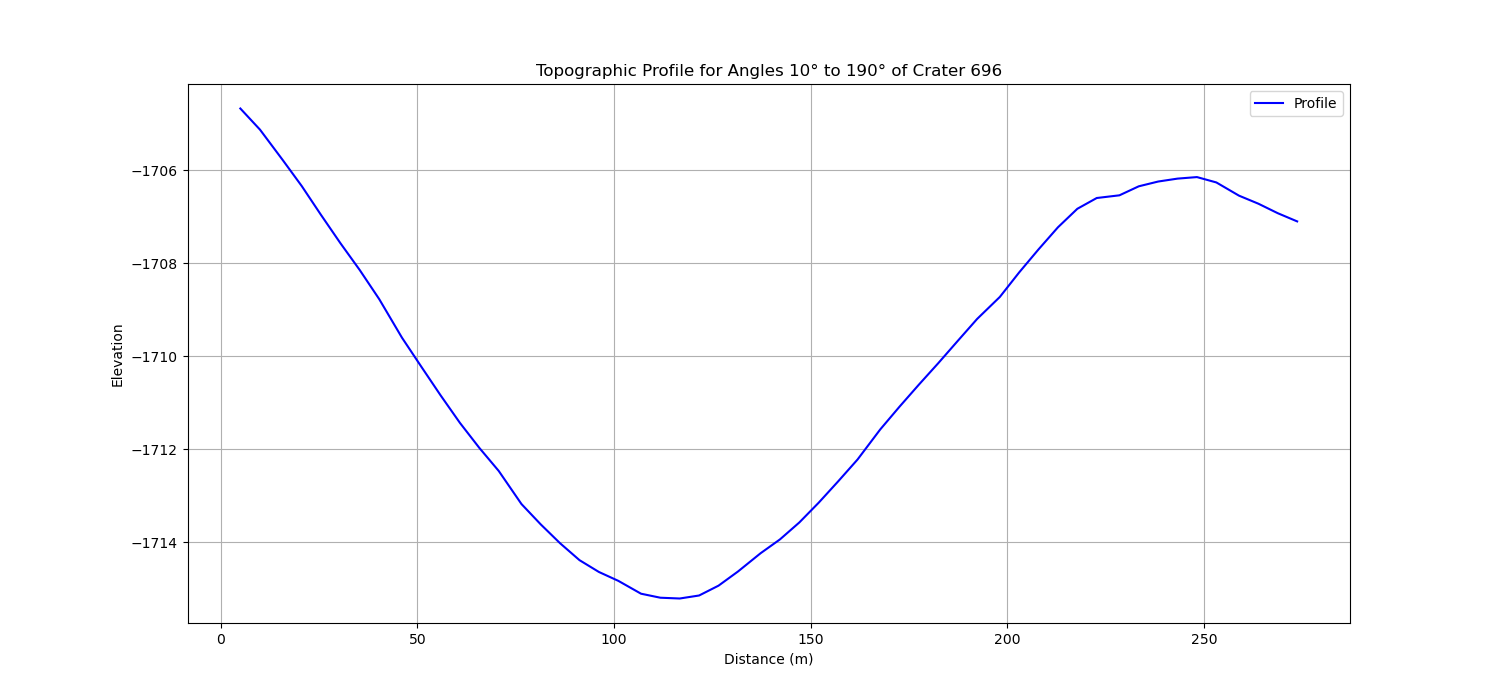 Topographic Profile for Angles 10° to 190° of Crater 696
Profile
−1706
−1708
−1710
−1712
−1714
Elevation
0 50 100 150 200 250
Distance (m)